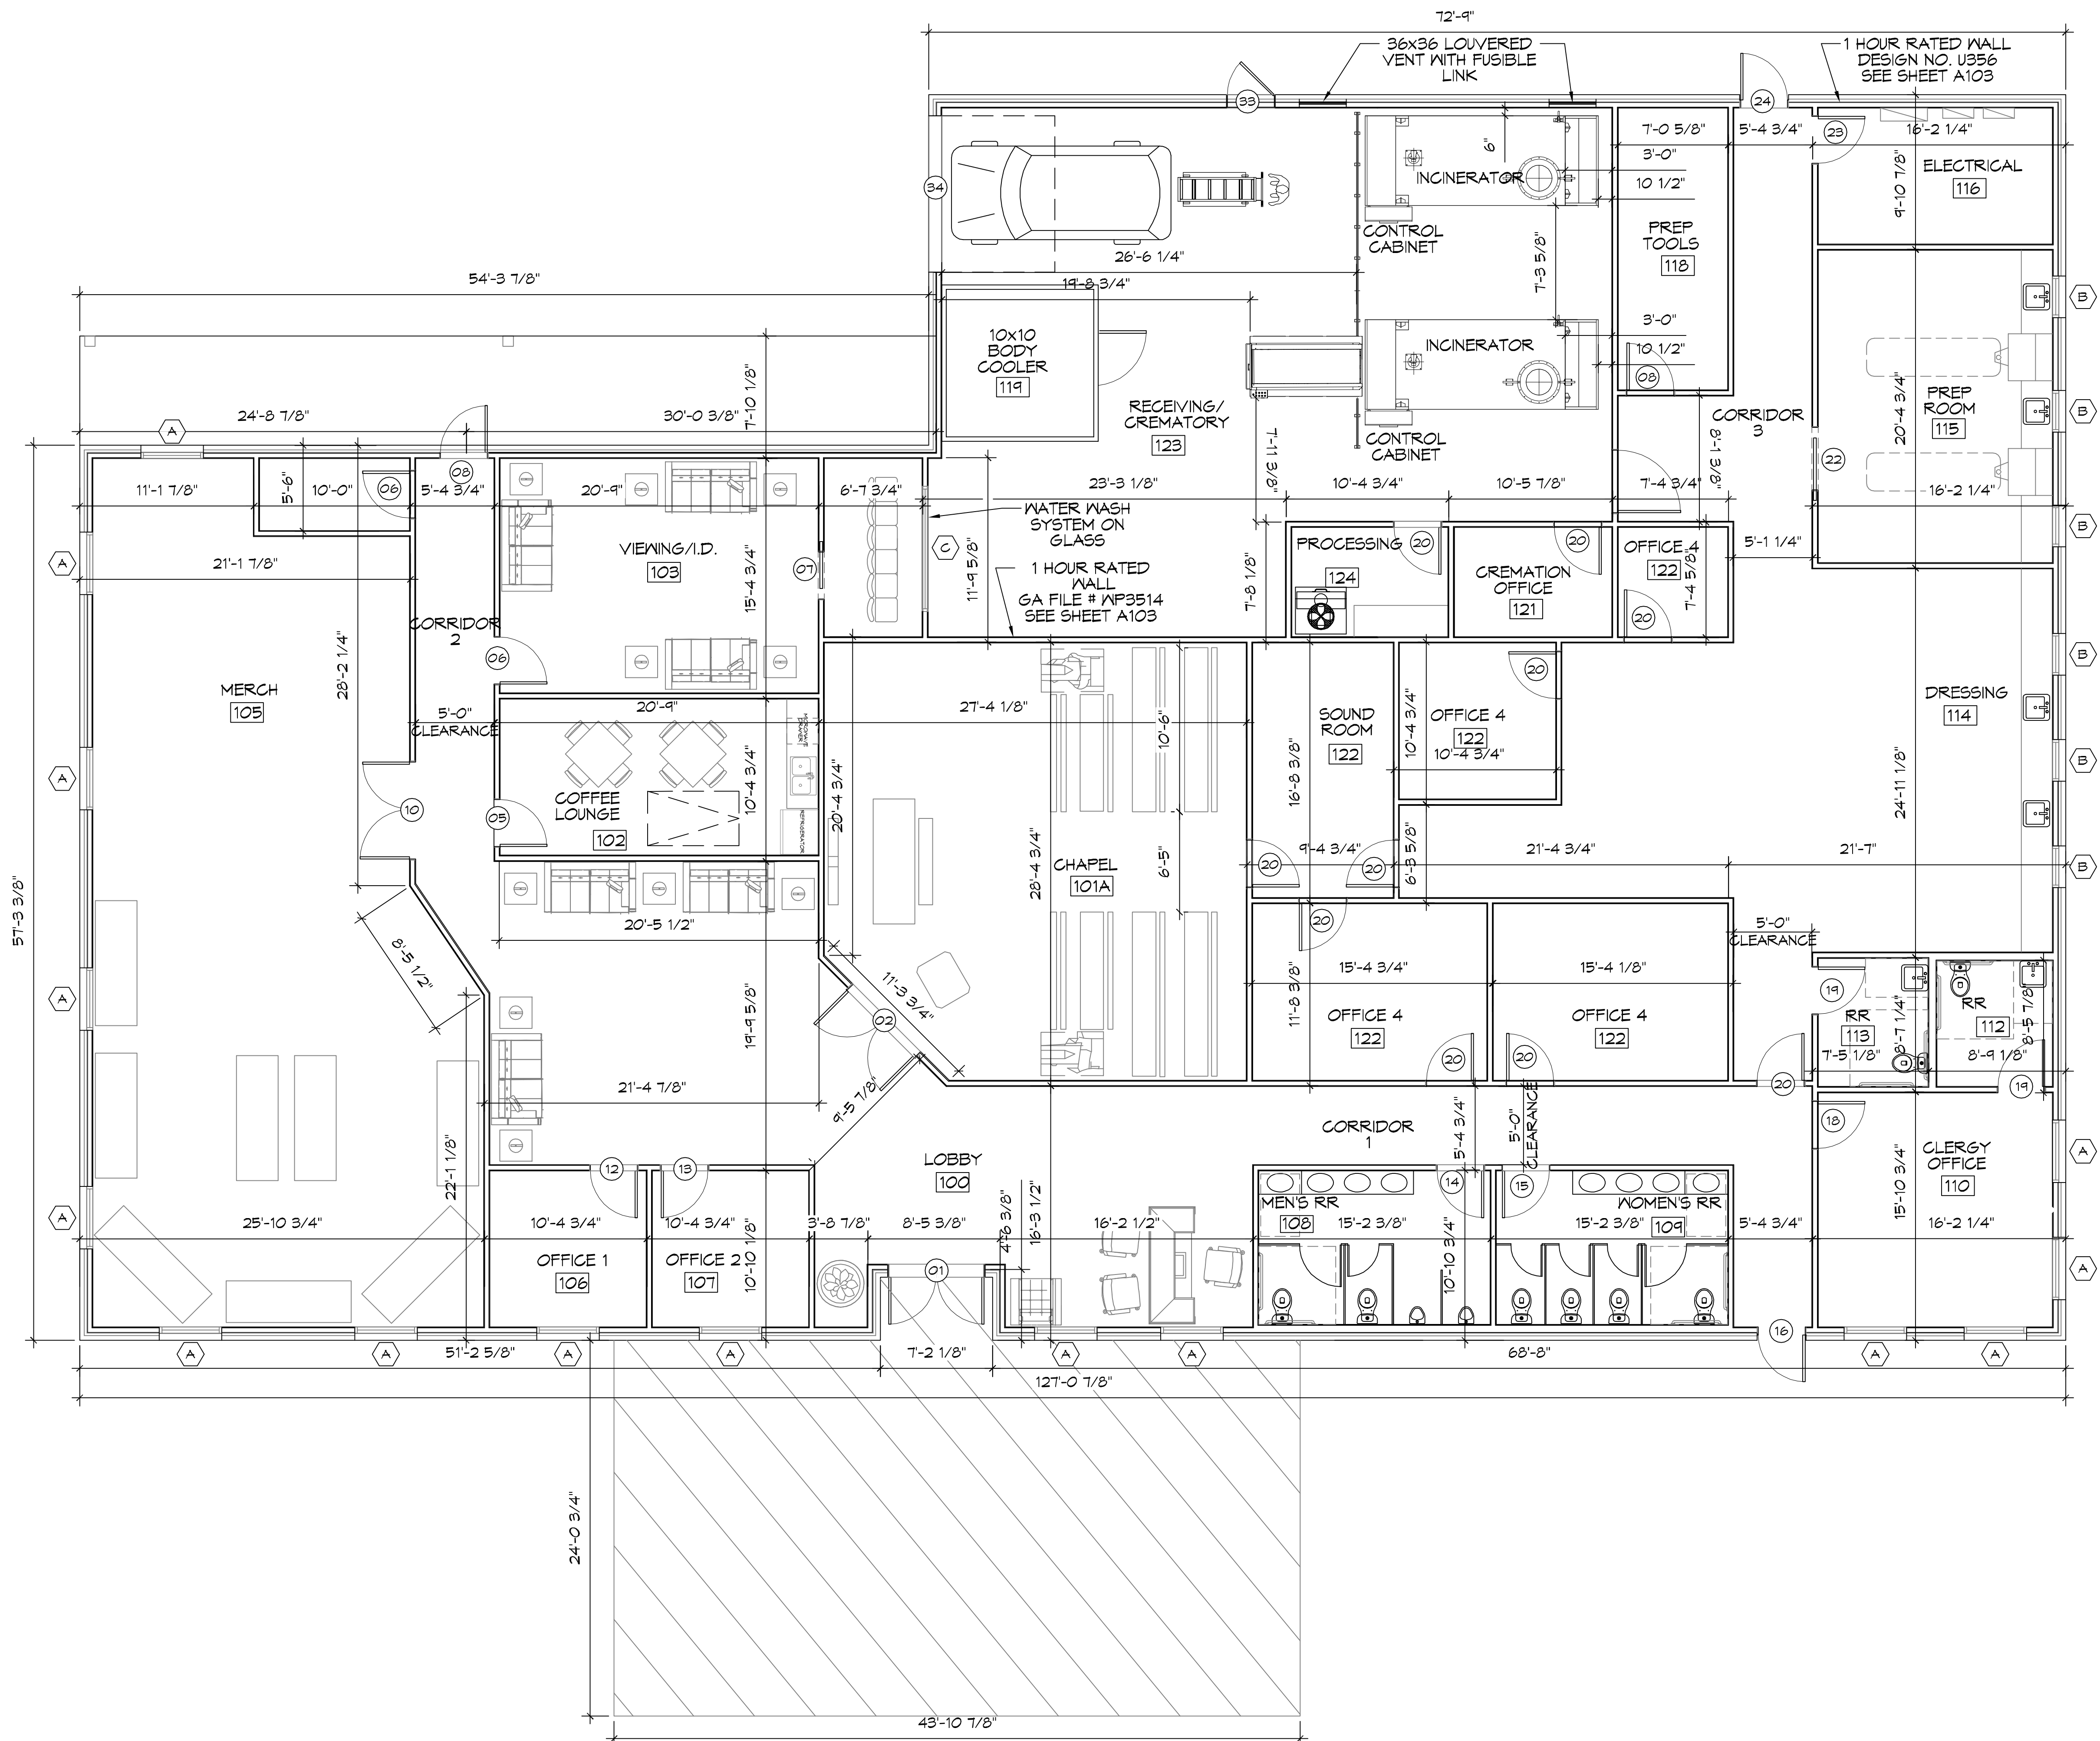 72'-9"
36x36 LOUVERED
VENT WITH FUSIBLE
LINK
1 HOUR RATED WALL
DESIGN NO. U356
SEE SHEET A103
33
24
23
7'-0 5/8"
5'-4 3/4"
16'-2 1/4"
6"
3'-0"
10 1/2"
INCINERATOR
ELECTRICAL
116
9'-10 7/8"
34
CONTROL
CABINET
PREP
TOOLS
118
26'-6 1/4"
19'-8 3/4"
7'-3 5/8"
54'-3 7/8"
B
10x10
BODY
COOLER
119
INCINERATOR
3'-0"
10 1/2"
08
7'-10 1/8"
RECEIVING/
CREMATORY
123
CONTROL
CABINET
7'-11 3/8"
CORRIDOR
3
8'-1 3/8"
PREP
ROOM
115
20'-4 3/4"
B
24'-8 7/8"
30'-0 3/8"
A
08
06
22
11'-1 7/8"
5'-6"
10'-0"
5'-4 3/4"
20'-9"
6'-7 3/4"
23'-3 1/8"
10'-4 3/4"
10'-5 7/8"
7'-4 3/4"
16'-2 1/4"
WATER WASH
SYSTEM ON
GLASS
C
B
VIEWING/I.D.
103
15'-4 3/4"
07
11'-9 5/8"
1 HOUR RATED
WALL
GA FILE # WP3514
SEE SHEET A103
7'-8 1/8"
PROCESSING
20
124
20
CREMATION
OFFICE
121
OFFICE 4
122
7'-4 5/8"
20
5'-1 1/4"
A
21'-1 7/8"
CORRIDOR
2
28'-2 1/4"
06
20
B
MERCH
105
5'-0"
CLEARANCE
20'-9"
27'-4 1/8"
10'-6"
SOUND
ROOM
122
10'-4 3/4"
OFFICE 4
122
10'-4 3/4"
DRESSING
114
A
10
MICROWAVE
DRAWER
COFFEE
LOUNGE
102
05
10'-4 3/4"
REFRIGERATOR
20'-4 3/4"
16'-8 3/8"
24'-11 1/8"
B
28'-4 3/4"
CHAPEL
101A
6'-5"
20
9'-4 3/4"
20
6'-3 5/8"
21'-4 3/4"
21'-7"
B
57'-3 3/8"
8'-5 1/2"
20'-5 1/2"
11'-3 3/4"
20
5'-0"
CLEARANCE
A
19'-9 5/8"
02
15'-4 3/4"
15'-4 1/8"
11'-8 3/8"
OFFICE 4
122
OFFICE 4
122
19
RR
113
8'-7 1/4"
7'-5 1/8"
RR
112
8'-5 7/8"
8'-9 1/8"
20
20
20
19
21'-4 7/8"
9'-5 7/8"
22'-1 1/8"
CORRIDOR
1
5'-4 3/4"
5'-0"
CLEARANCE
18
CLERGY
OFFICE
110
15'-10 3/4"
A
12
13
LOBBY
100
14
15
MEN'S RR
108
WOMEN'S RR
109
A
25'-10 3/4"
10'-4 3/4"
10'-4 3/4"
3'-8 7/8"
8'-5 3/8"
4'-6 3/8"
16'-3 1/2"
16'-2 1/2"
15'-2 3/8"
10'-10 3/4"
15'-2 3/8"
5'-4 3/4"
16'-2 1/4"
OFFICE 1
106
OFFICE 2
107
10'-10 1/8"
01
A
16
A
A
51'-2 5/8"
A
A
7'-2 1/8"
A
A
68'-8"
A
A
127'-0 7/8"
24'-0 3/4"
43'-10 7/8"